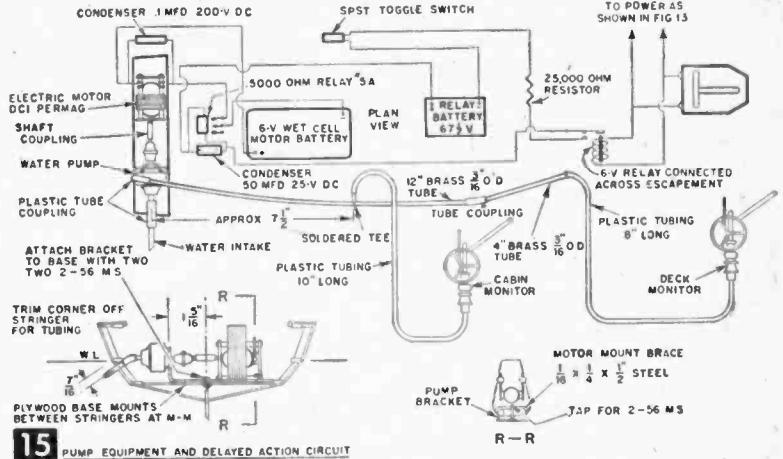 CONDENSER .1 MFD 200-V DC
SPST TOGGLE SWITCH
TO POWER AS
SHOWN IN FIG 13
ELECTRIC MOTOR
DCI PERMAG
SHAFT
COUPLING
WATER PUMP
PLASTIC TUBE
COUPLING
5000 OHM RELAY #5A
6-V WET CELL
MOTOR BATTERY
PLAN
VIEW
RELAY
BATTERY
67½ V
25,000 OHM
RESISTOR
CONDENSER
50 MFD 25-V DC
6-V RELAY CONNECTED
ACROSS ESCAPEMENT
12" BRASS 3/16" O D
TUBE
TUBE COUPLING
APPROX 7½"
SOLDERED TEE
WATER INTAKE
4" BRASS 3/16" O D
TUBE
PLASTIC TUBING
8" LONG
PLASTIC TUBING
10" LONG
CABIN
MONITOR
DECK
MONITOR
ATTACH BRACKET
TO BASE WITH TWO
TWO 2-56 MS
TRIM CORNER OFF
STRINGER
FOR TUBING
R
1 5/16"
W L
7/16"
PLYWOOD BASE MOUNTS
BETWEEN STRINGERS AT M-M
R
MOTOR MOUNT BRACE
1/16 X 1/4 X 1/2" STEEL
PUMP
BRACKET
TAP FOR 2-56 MS
R-R
15 PUMP EQUIPMENT AND DELAYED ACTION CIRCUIT